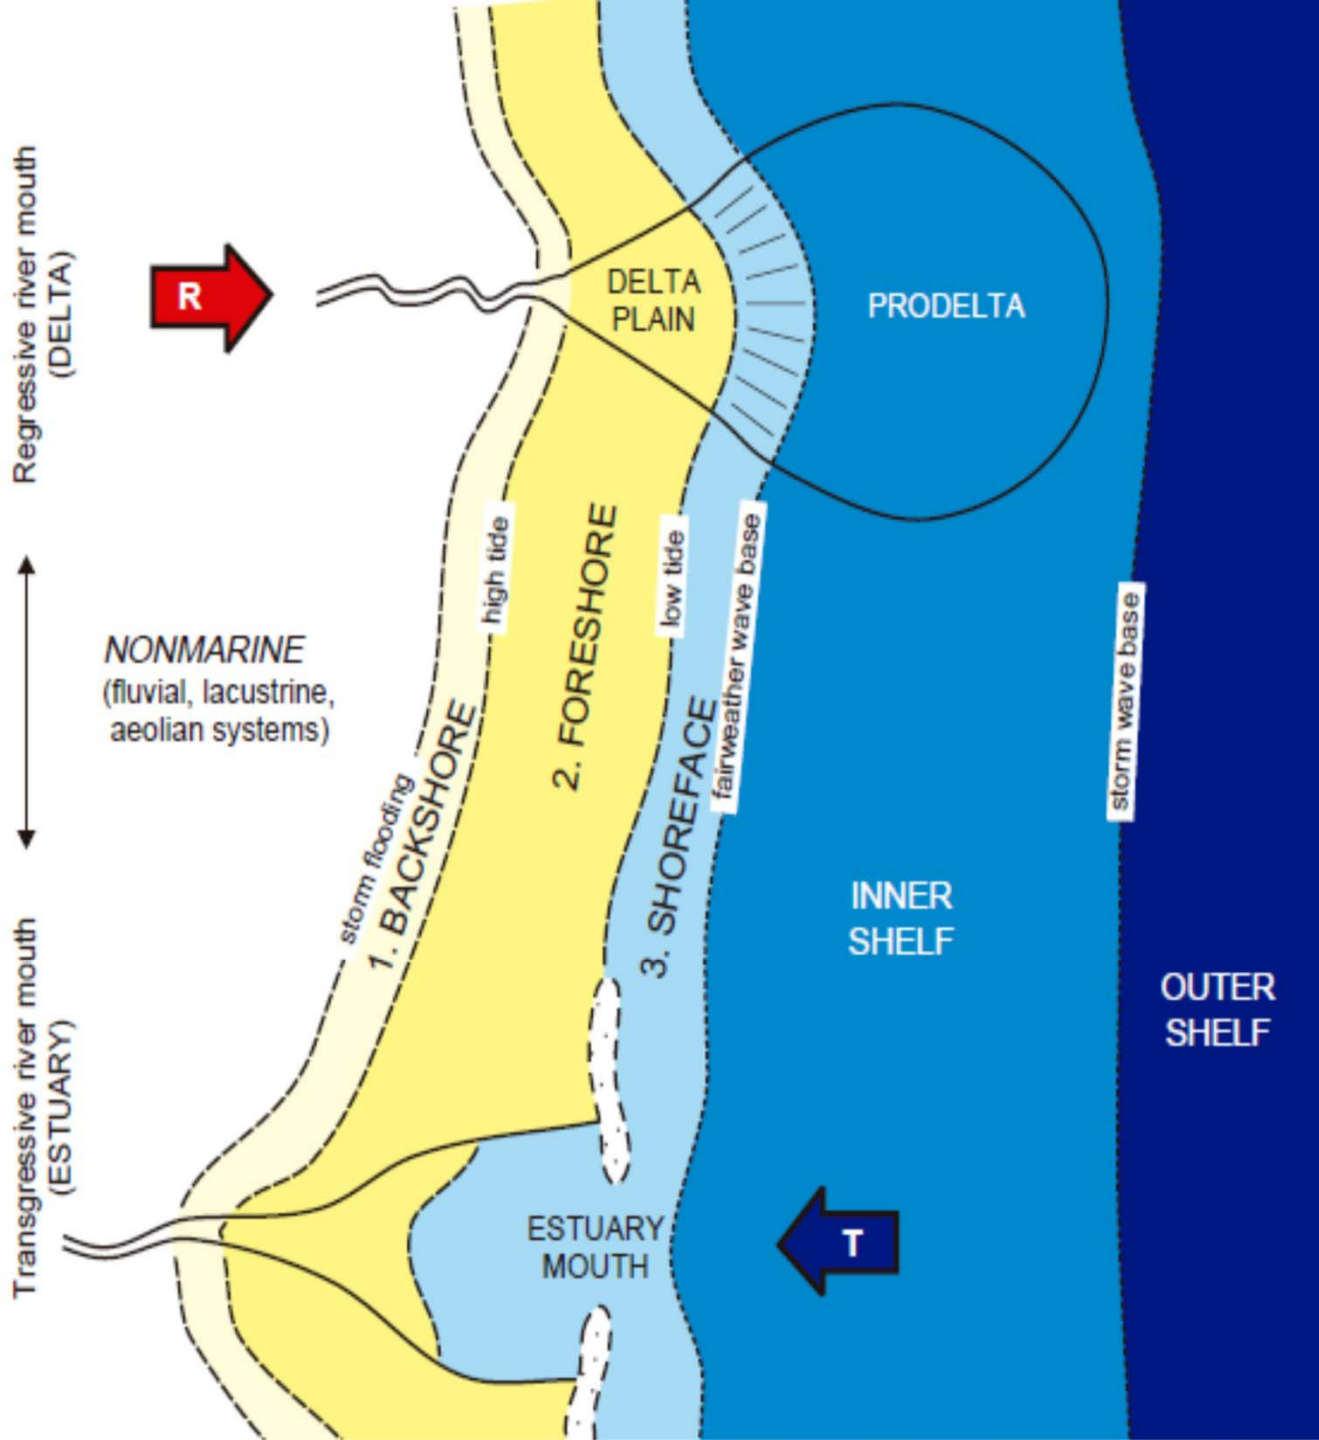 Regressive river mouth
(DELTA)
R
DELTA
PLAIN
PRODELTA
high tide
2. FORESHORE
low tide
fairweather wave base
storm wave base
NONMARINE
(fluvial, lacustrine,
aeolian systems)
storm flooding
1. BACKSHORE
3. SHOREFACE
INNER
SHELF
OUTER
SHELF
Transgressive river mouth
(ESTUARY)
ESTUARY
MOUTH
T